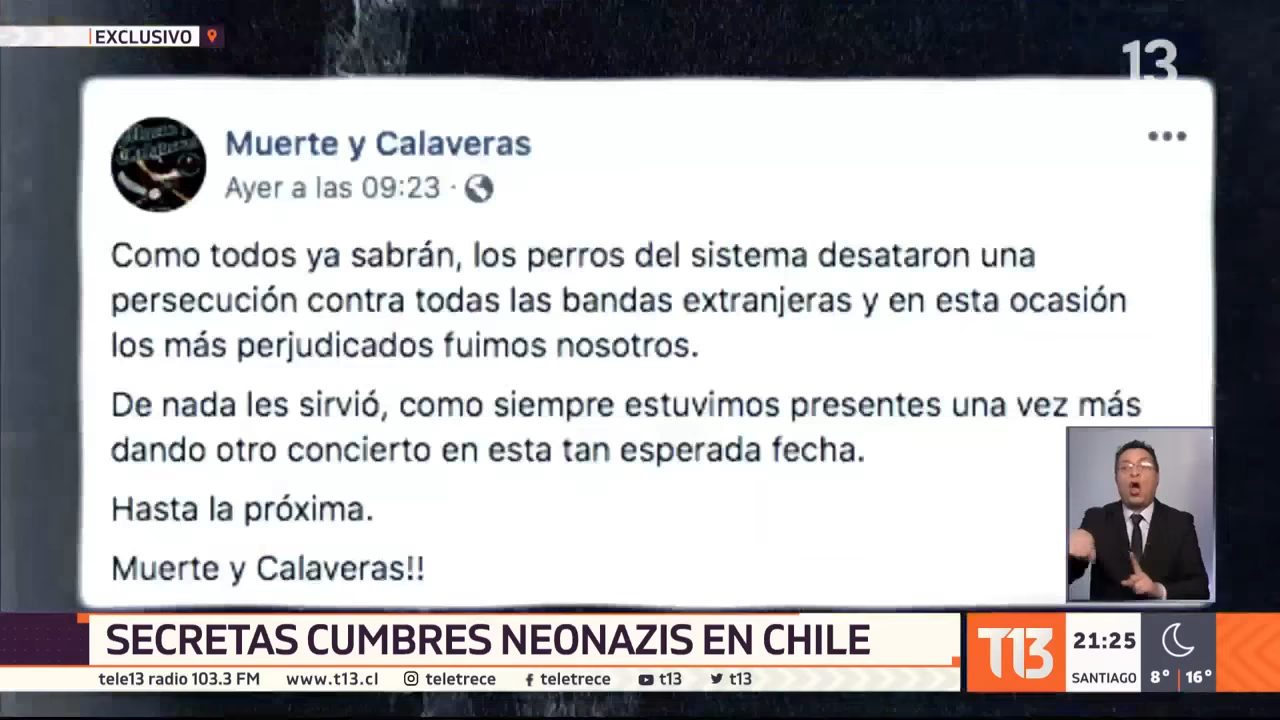 EXCLUSIVO
13
Muerte y Calaveras
Ayer a las 09:23 ·
Como todos ya sabrán, los perros del sistema desataron una
persecución contra todas las bandas extranjeras y en esta ocasión
los más perjudicados fuimos nosotros.
De nada les sirvió, como siempre estuvimos presentes una vez más
dando otro concierto en esta tan esperada fecha.
Hasta la próxima.
Muerte y Calaveras!!
SECRETAS CUMBRES NEONAZIS EN CHILE
T13
21:25
SANTIAGO 8° 16°
tele13 radio 103.3 FM www.t13.cl teletrece teletrece t13 t13